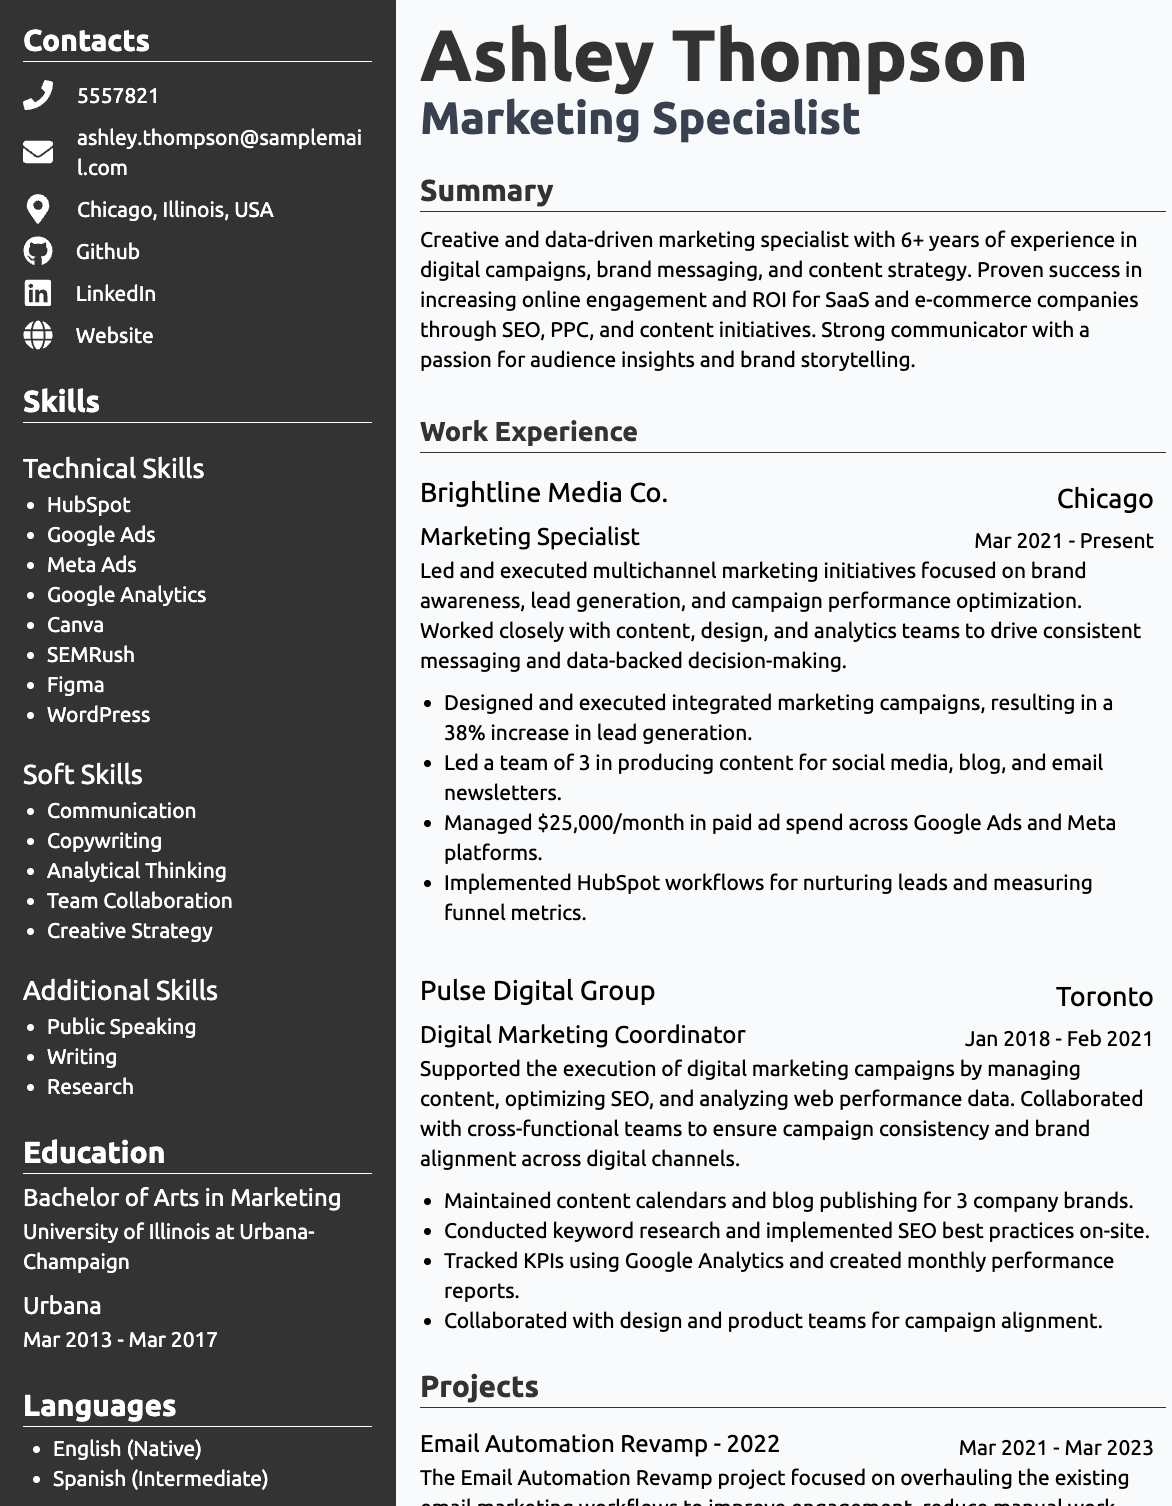 Contacts
5557821
ashley.thompson@samplemai
l.com
Chicago, Illinois, USA
Github
LinkedIn
Website
Skills
Technical Skills
• HubSpot
• Google Ads
• Meta Ads
• Google Analytics
• Canva
• SEMRush
• Figma
• WordPress
Soft Skills
• Communication
• Copywriting
• Analytical Thinking
• Team Collaboration
• Creative Strategy
Additional Skills
• Public Speaking
• Writing
• Research
Education
Bachelor of Arts in Marketing
University of Illinois at Urbana-
Champaign
Urbana
Mar 2013 - Mar 2017
Languages
• English (Native)
• Spanish (Intermediate)
Ashley Thompson
Marketing Specialist
Summary
Creative and data-driven marketing specialist with 6+ years of experience in
digital campaigns, brand messaging, and content strategy. Proven success in
increasing online engagement and ROI for SaaS and e-commerce companies
through SEO, PPC, and content initiatives. Strong communicator with a
passion for audience insights and brand storytelling.
Work Experience
Brightline Media Co.
Chicago
Marketing Specialist
Mar 2021 - Present
Led and executed multichannel marketing initiatives focused on brand
awareness, lead generation, and campaign performance optimization.
Worked closely with content, design, and analytics teams to drive consistent
messaging and data-backed decision-making.
• Designed and executed integrated marketing campaigns, resulting in a
38% increase in lead generation.
• Led a team of 3 in producing content for social media, blog, and email
newsletters.
• Managed $25,000/month in paid ad spend across Google Ads and Meta
platforms.
• Implemented HubSpot workflows for nurturing leads and measuring
funnel metrics.
Pulse Digital Group
Toronto
Digital Marketing Coordinator
Jan 2018 - Feb 2021
Supported the execution of digital marketing campaigns by managing
content, optimizing SEO, and analyzing web performance data. Collaborated
with cross-functional teams to ensure campaign consistency and brand
alignment across digital channels.
• Maintained content calendars and blog publishing for 3 company brands.
• Conducted keyword research and implemented SEO best practices on-site.
• Tracked KPIs using Google Analytics and created monthly performance
reports.
• Collaborated with design and product teams for campaign alignment.
Projects
Email Automation Revamp - 2022
Mar 2021 - Mar 2023
The Email Automation Revamp project focused on overhauling the existing
email marketing workflows to improve engagement, reduce manual work